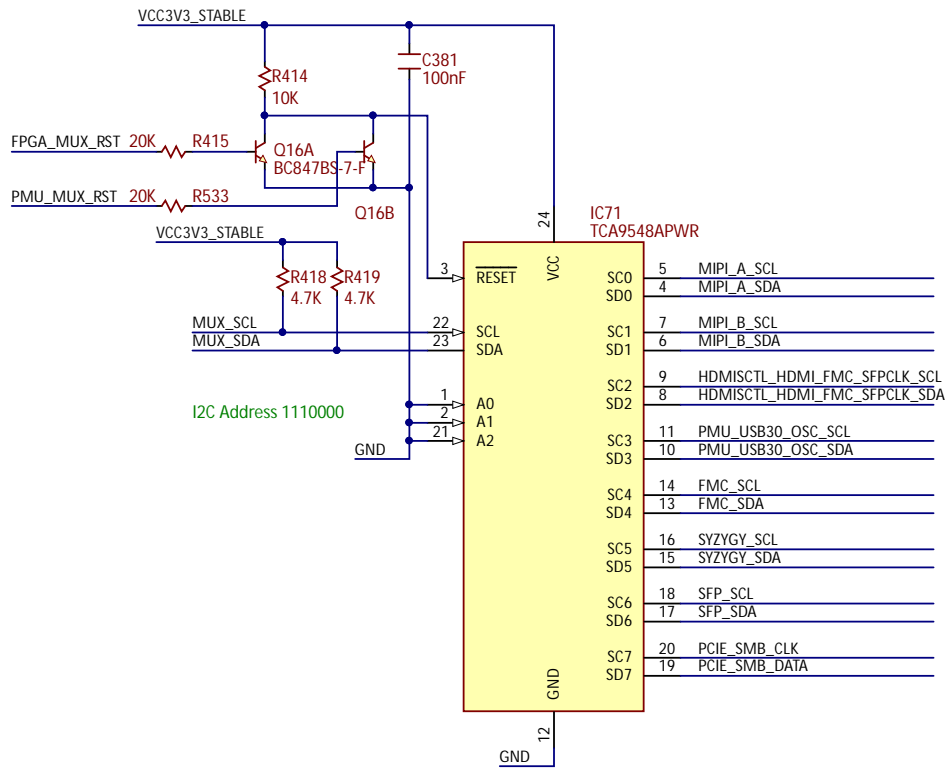 VCC3V3_STABLE
C381
100nF
R414
10K
FPGA_MUX_RST 20K R415
Q16A
BC847BS-7-F
PMU_MUX_RST 20K R533
Q16B
VCC3V3_STABLE
R418 R419
4.7K 4.7K
IC71
TCA9548APWR
24
VCC
3 RESET
SC0 5 MIPI_A_SCL
SD0 4 MIPI_A_SDA
MUX_SCL 22 SCL
SC1 7 MIPI_B_SCL
MUX_SDA 23 SDA
SD1 6 MIPI_B_SDA
SC2 9 HDMISCTL_HDMI_FMC_SFPCLK_SCL
SD2 8 HDMISCTL_HDMI_FMC_SFPCLK_SDA
I2C Address 1110000
1 A0
2 A1
21 A2
GND
SC3 11 PMU_USB30_OSC_SCL
SD3 10 PMU_USB30_OSC_SDA
SC4 14 FMC_SCL
SD4 13 FMC_SDA
SC5 16 SYZYGY_SCL
SD5 15 SYZYGY_SDA
SC6 18 SFP_SCL
SD6 17 SFP_SDA
SC7 20 PCIE_SMB_CLK
SD7 19 PCIE_SMB_DATA
GND
12
GND